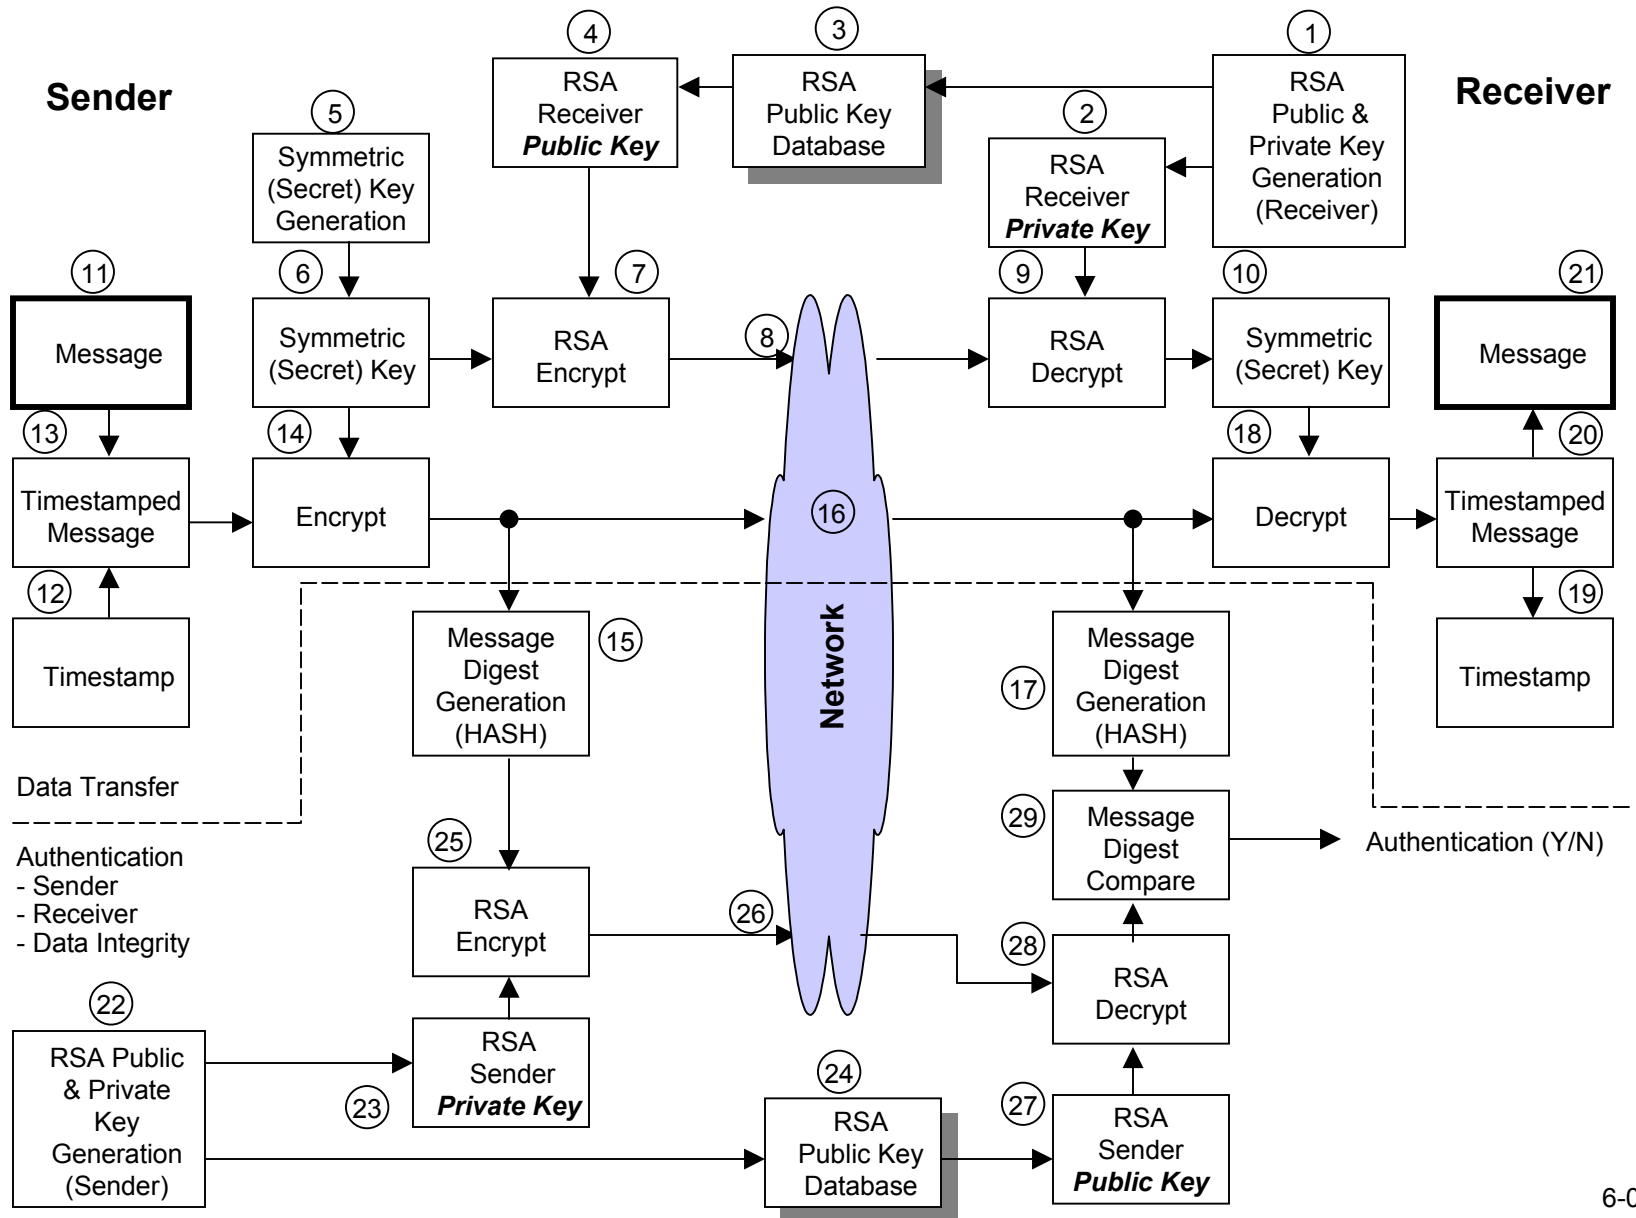 4
3
1
Sender
RSA
Receiver
Public Key
RSA
Public Key
Database
RSA
Public &
Private Key
Generation
(Receiver)
Receiver
5
2
Symmetric
(Secret) Key
Generation
RSA
Receiver
Private Key
11
6
7
9
10
21
Message
Symmetric
(Secret) Key
RSA
Encrypt
8
RSA
Decrypt
Symmetric
(Secret) Key
Message
13
14
18
20
Timestamped
Message
Encrypt
16
Decrypt
Timestamped
Message
12
19
Timestamp
Message
Digest
Generation
(HASH)
15
Network
17
Message
Digest
Generation
(HASH)
Timestamp
Data Transfer
Authentication
- Sender
- Receiver
- Data Integrity
25
29
Message
Digest
Compare
Authentication (Y/N)
RSA
Encrypt
26
28
RSA
Decrypt
22
RSA Public
& Private
Key
Generation
(Sender)
23
RSA
Sender
Private Key
24
RSA
Public Key
Database
27
RSA
Sender
Public Key
6-0